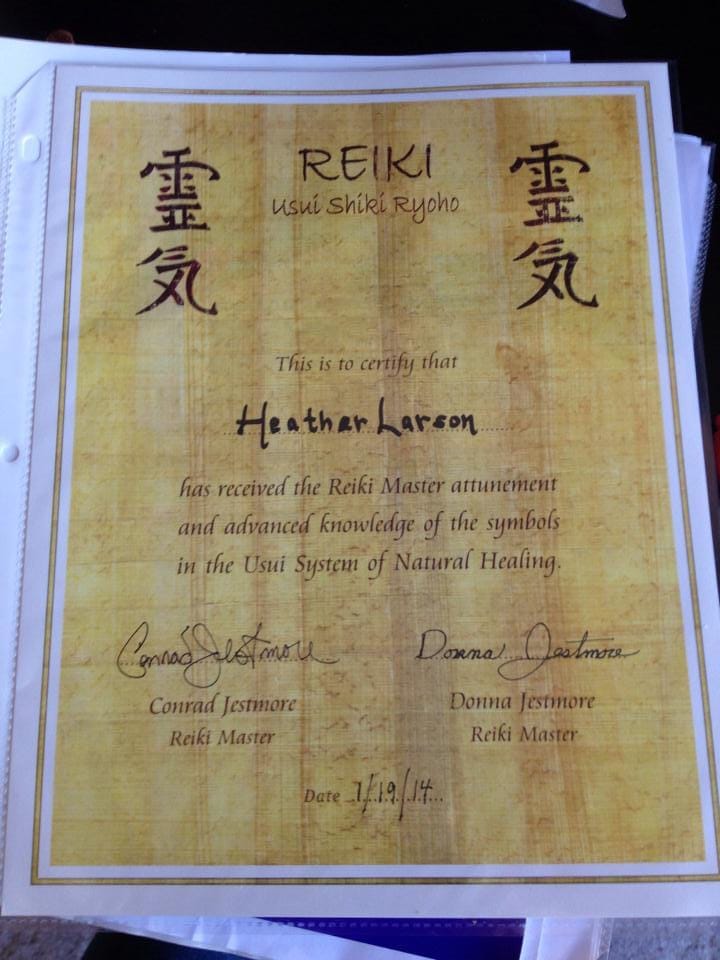 REIKI
Usui Shiki Ryoho
靈気
靈気
This is to certify that
Heather Larson
has received the Reiki Master attunement
and advanced knowledge of the symbols
in the Usui System of Natural Healing.
Conrad Jestmore
Donna Jestmore
Conrad Jestmore
Donna Jestmore
Reiki Master
Reiki Master
Date 1/19/14